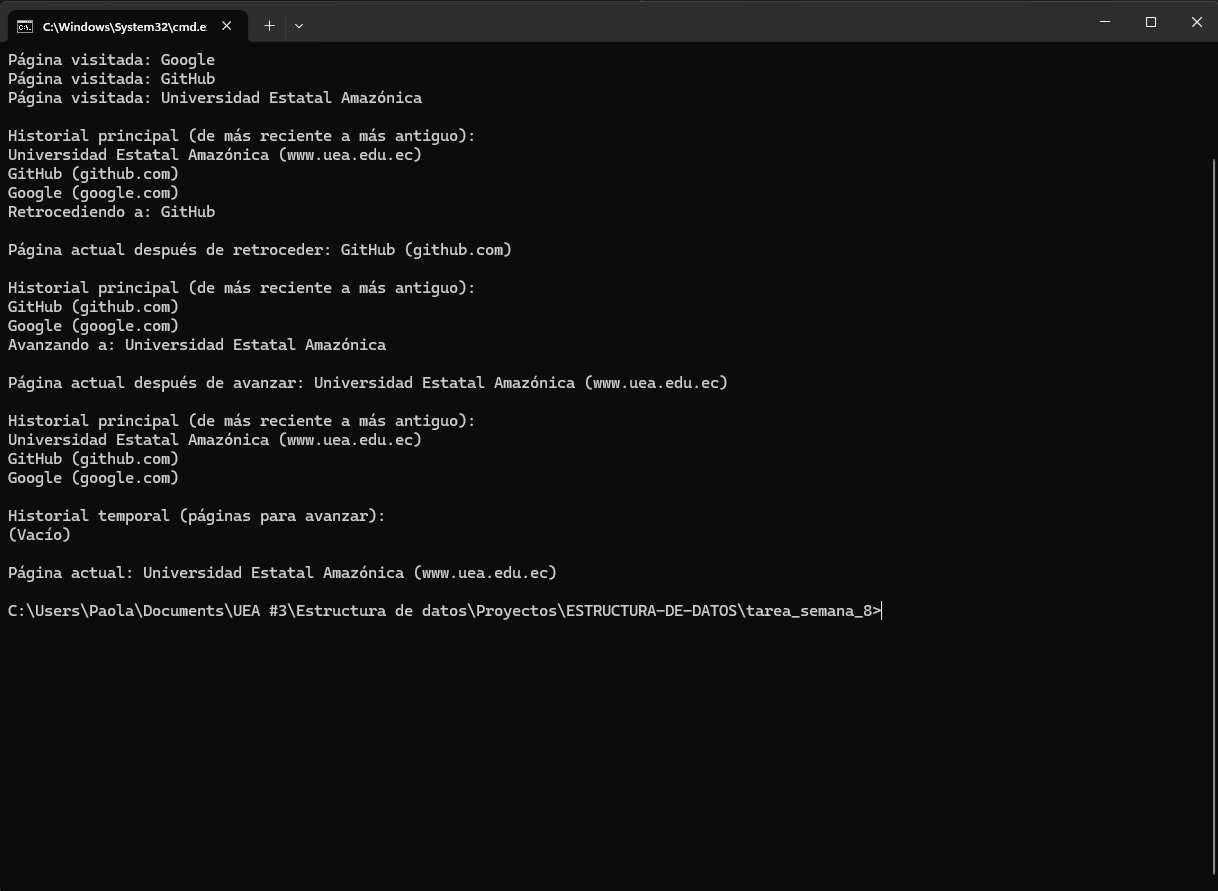 C:\Windows\System32\cmd.e
Página visitada: Google
Página visitada: GitHub
Página visitada: Universidad Estatal Amazónica
Historial principal (de más reciente a más antiguo):
Universidad Estatal Amazónica (www.uea.edu.ec)
GitHub (github.com)
Google (google.com)
Retrocediendo a: GitHub
Página actual después de retroceder: GitHub (github.com)
Historial principal (de más reciente a más antiguo):
GitHub (github.com)
Google (google.com)
Avanzando a: Universidad Estatal Amazónica
Página actual después de avanzar: Universidad Estatal Amazónica (www.uea.edu.ec)
Historial principal (de más reciente a más antiguo):
Universidad Estatal Amazónica (www.uea.edu.ec)
GitHub (github.com)
Google (google.com)
Historial temporal (páginas para avanzar):
(Vacío)
Página actual: Universidad Estatal Amazónica (www.uea.edu.ec)
C:\Users\Paola\Documents\UEA #3\Estructura de datos\Proyectos\ESTRUCTURA-DE-DATOS\tarea_semana_8>